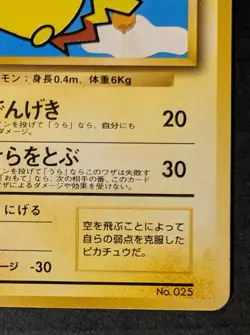 モン：身長0.4m、体重6Kg
でんげき 20
ンを投げて「うら」なら、自分にも
ダメージ。
そらをとぶ 30
ンを投げて「うら」ならこのワザは失敗す
「おもて」なら、次の相手の番、このカード
ワザによるダメージや効果を受けない。
にげる
空を飛ぶことによって
自らの弱点を克服した
ピカチュウだ。
ージ -30
No. 025